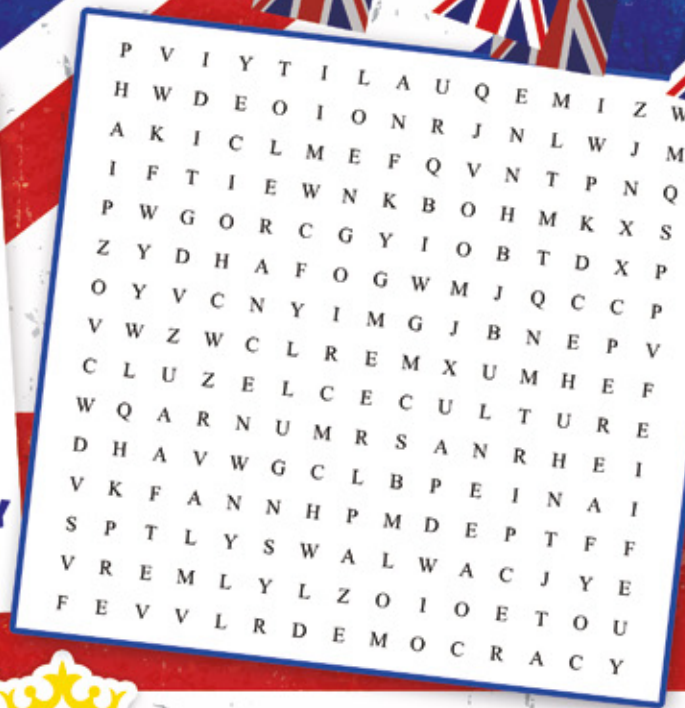 P V I Y T I L A U Q E M I Z W
H W D E O I O N R J N L W J M
A K I C L M E F Q V N T P N Q
I F T I E W N K B O H M K X S
P W G O R C G Y I O B T D X P
Z Y D H A F O G W M J Q C C P
O Y V C N Y I M G J B N E P V
V W Z W C L R E M X U M H E F
C L U Z E L C E C U L T U R E
W Q A R N U M R S A N R H E I
D H A V W G C L B P E I N A I
V K F A N N H P M D E P T F F
S P T L Y S W A L W A C J Y E
V R E M L Y L Z O I O E T O U
F E V V L R D E M O C R A C Y